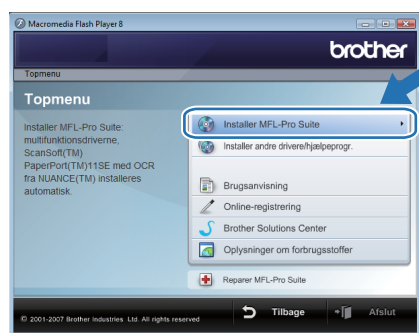 Macromedia Flash Player 8
brother
Topmenu
Topmenu
Installer MFL-Pro Suite:
multifunktionsdriverne,
ScanSoft(TM)
PaperPort(TM)11SE med OCR
fra NUANCE(TM) installeres
automatisk.
Installer MFL-Pro Suite
Installer andre drivere/hjælpeprogr.
Brugsanvisning
Online-registrering
Brother Solutions Center
Oplysninger om forbrugsstoffer
Reparer MFL-Pro Suite
© 2001-2007 Brother Industries Ltd. All rights reserved
Tilbage
Afslut